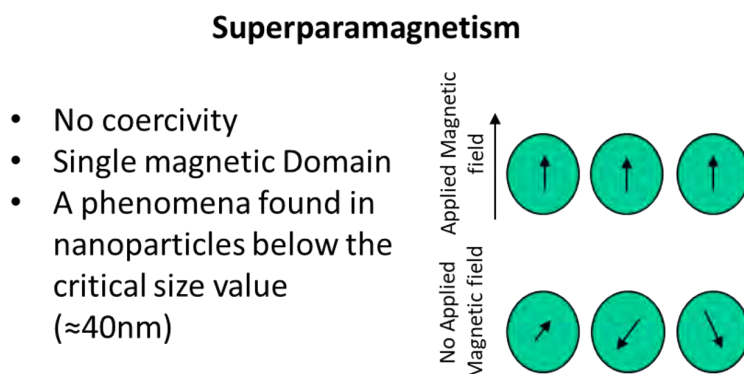 Superparamagnetism
• No coercivity
• Single magnetic Domain
• A phenomena found in
nanoparticles below the
critical size value
(≈40nm)
Applied Magnetic
field
No Applied
Magnetic field